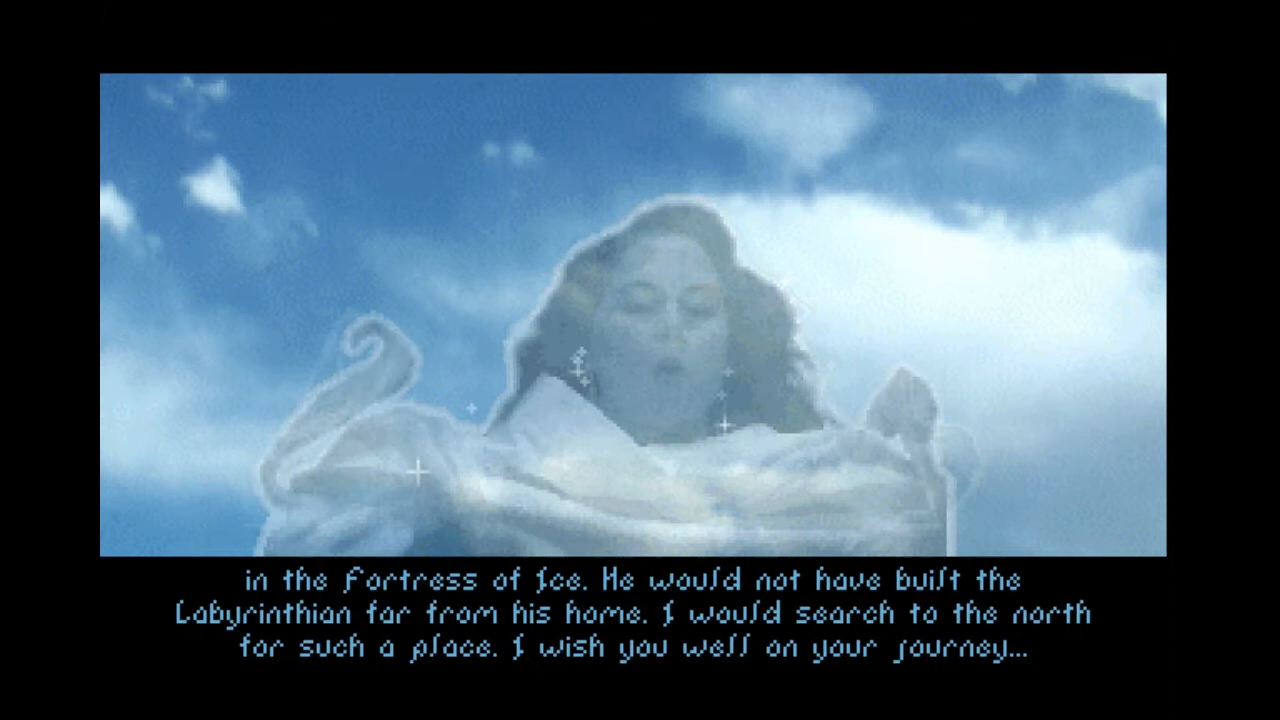 in the Fortress of Ice. He would not have built the
Labyrinthian far from his home. I would search to the north
for such a place. I wish you well on your journey...